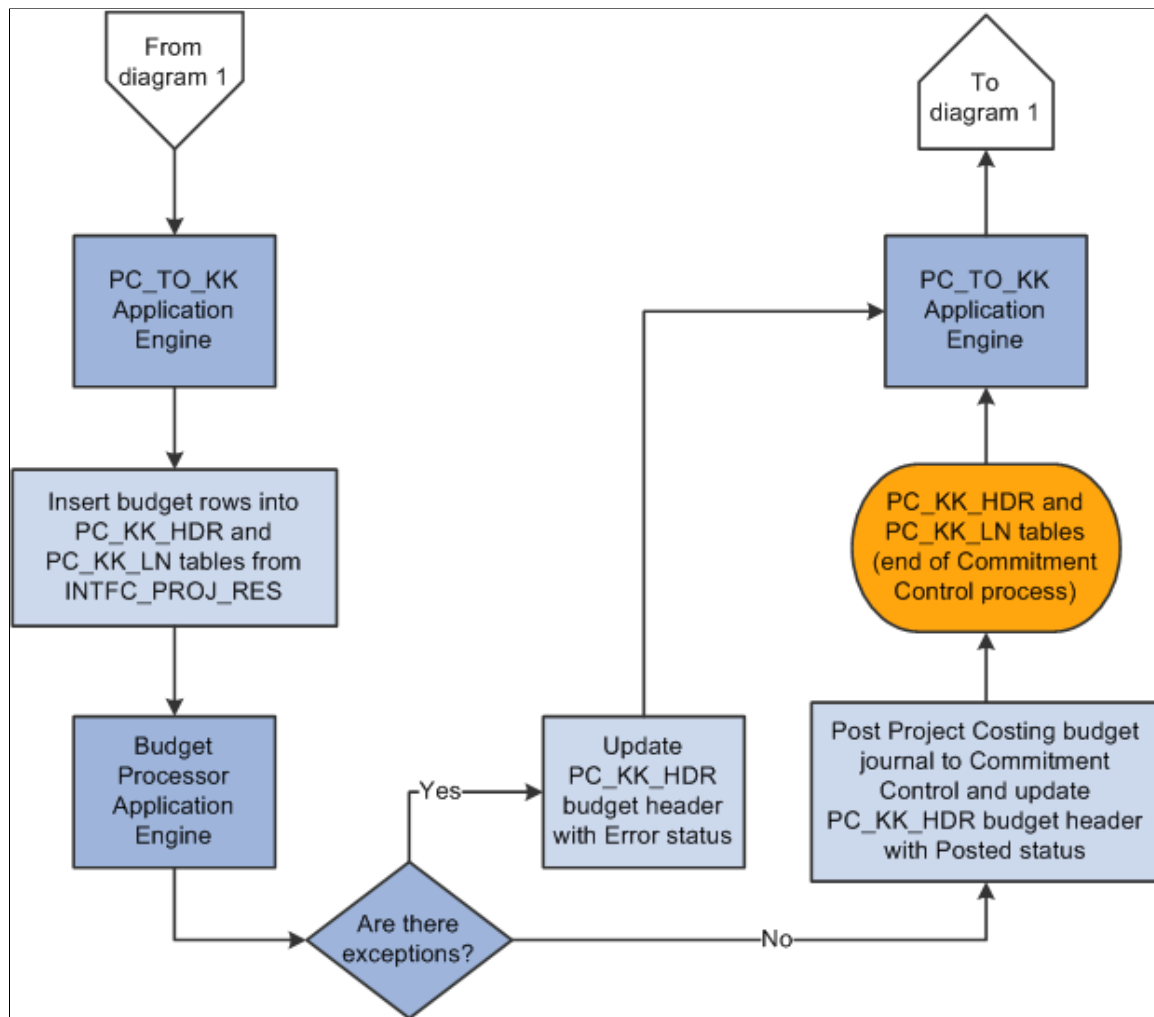 From
diagram 1
PC_TO_KK
Application
Engine
Insert budget rows into
PC_KK_HDR and
PC_KK_LN tables from
INTFC_PROJ_RES
Budget
Processor
Application
Engine
Are there
exceptions?
Yes
Update
PC_KK_HDR
budget header
with Error status
No
Post Project Costing budget
journal to Commitment
Control and update
PC_KK_HDR budget header
with Posted status
PC_KK_HDR and
PC_KK_LN tables
(end of Commitment
Control process)
PC_TO_KK
Application
Engine
To
diagram 1